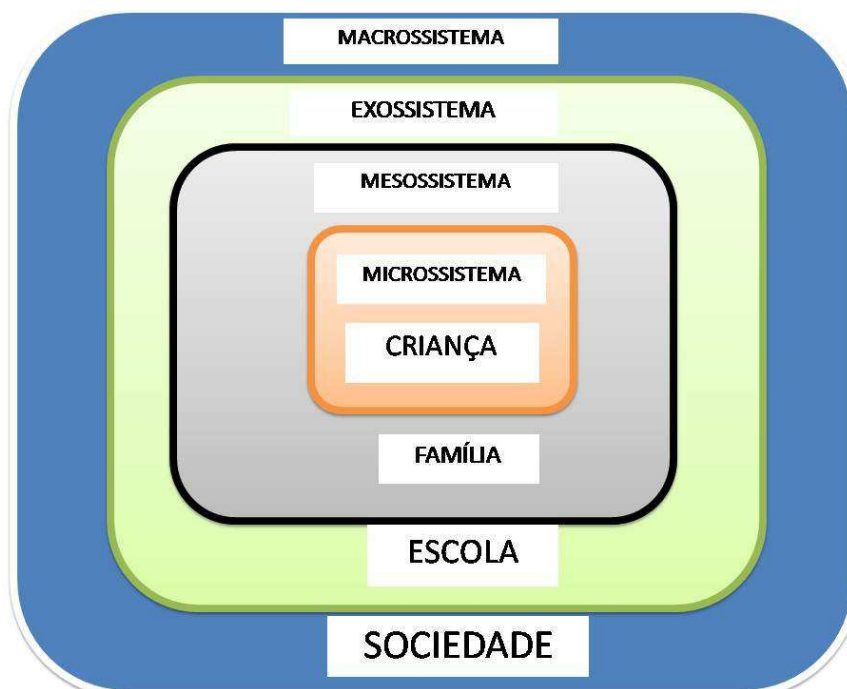 MACROSSISTEMA
EXOSSISTEMA
MESOSSISTEMA
MICROSSISTEMA
CRIANÇA
FAMÍLIA
ESCOLA
SOCIEDADE